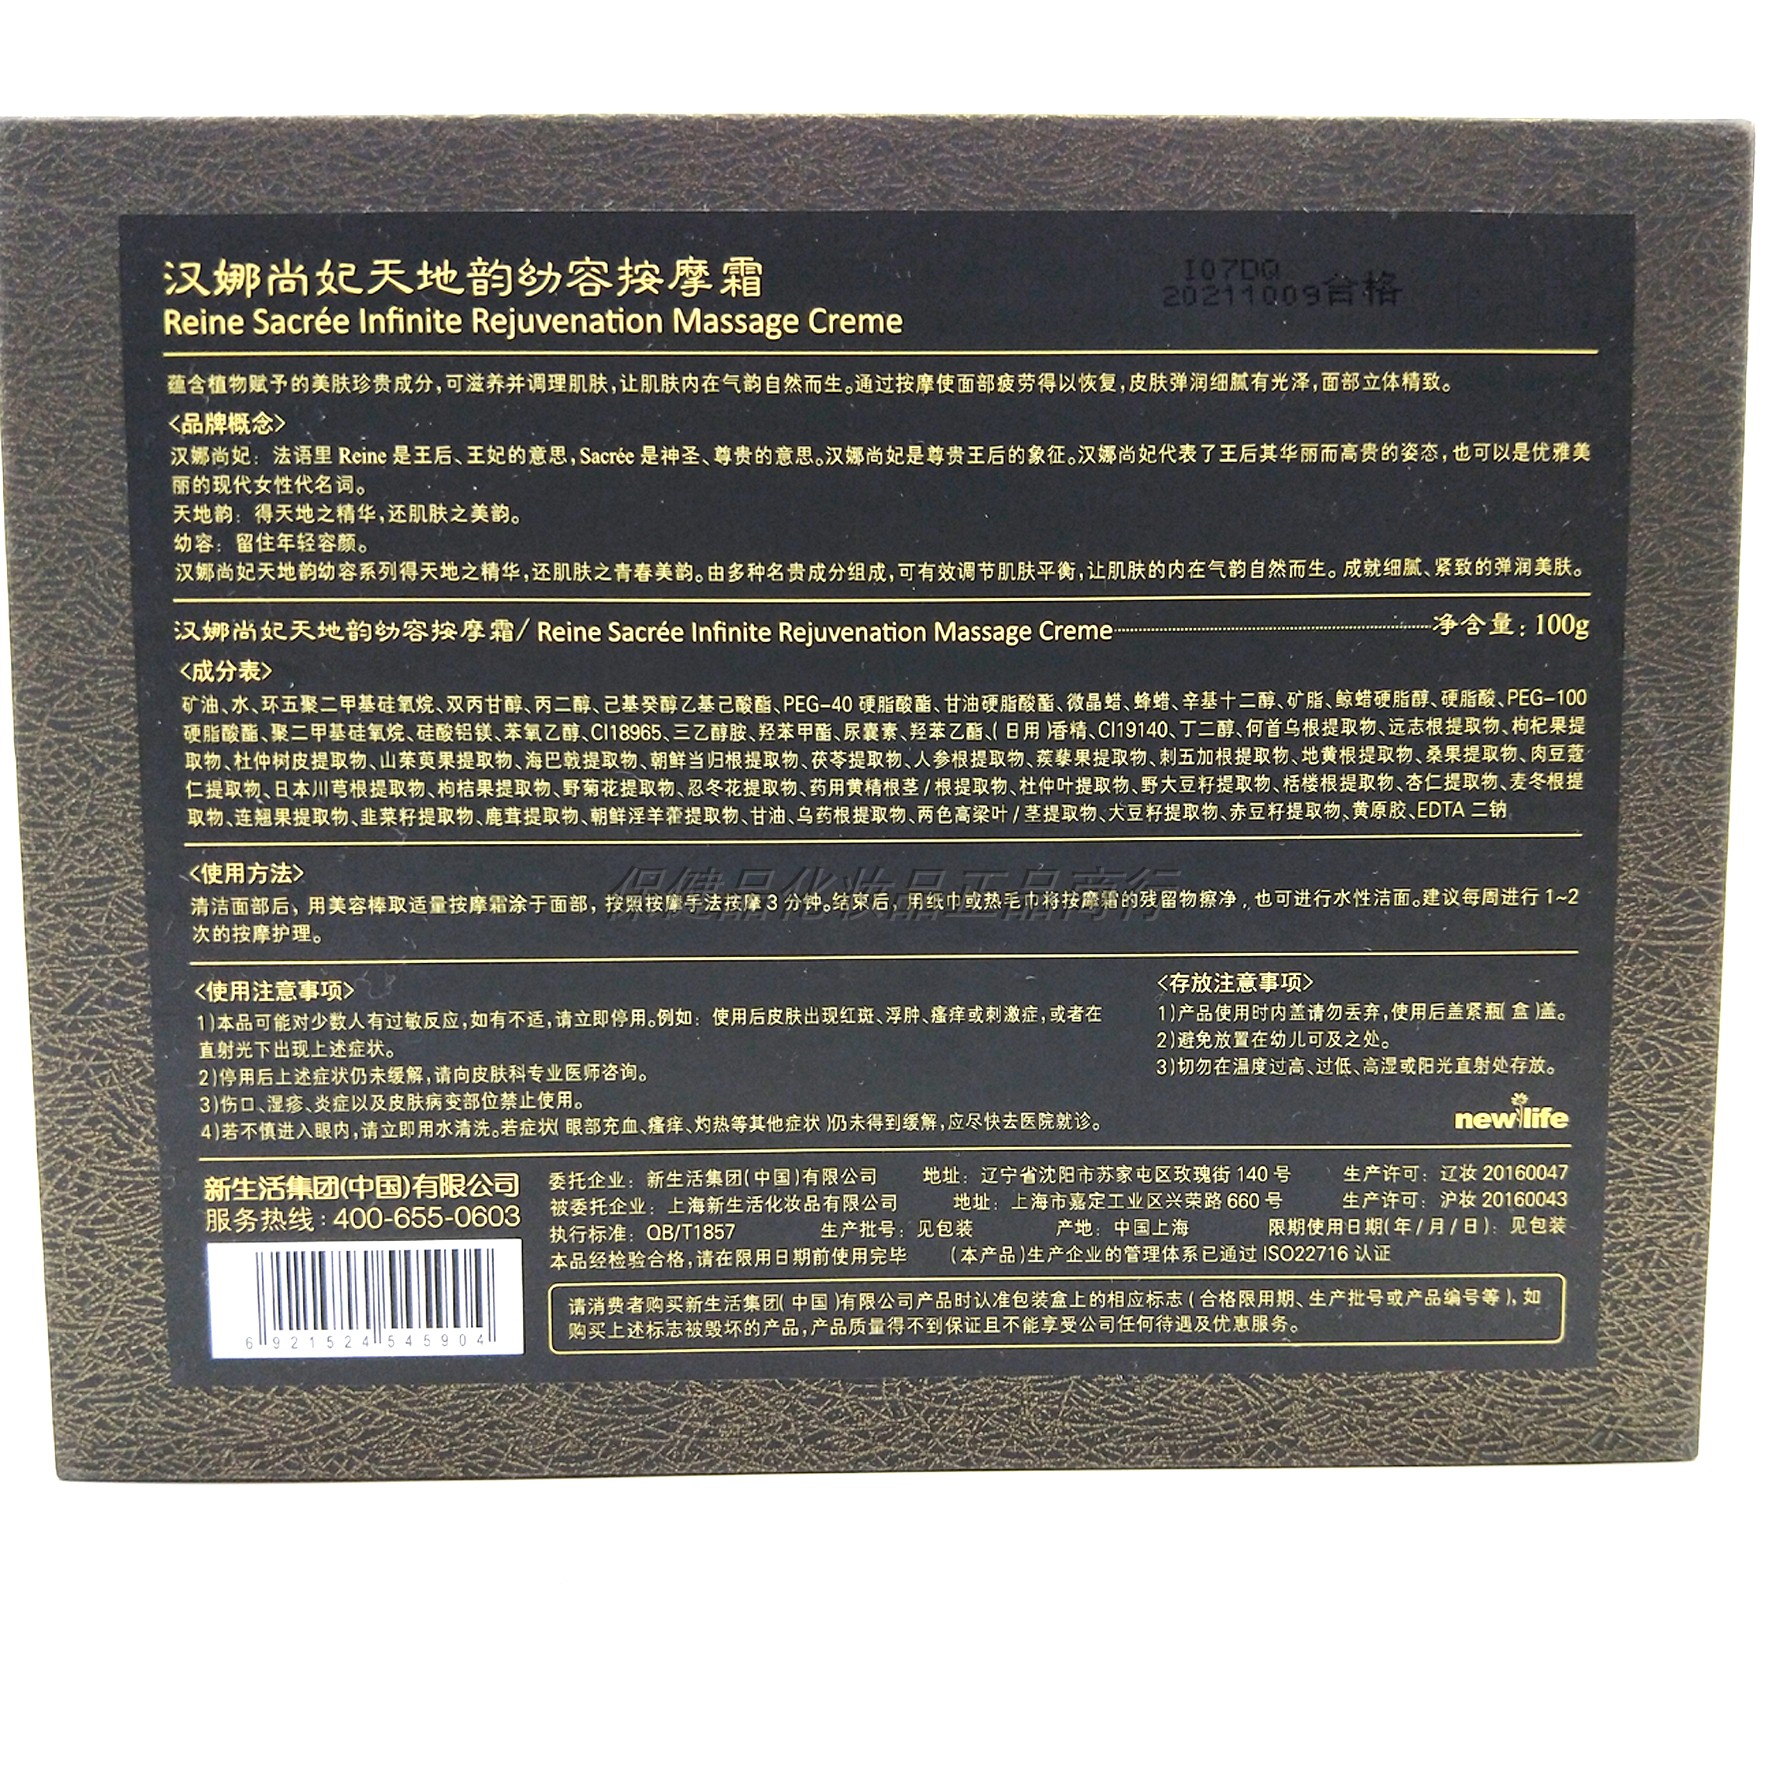 汉娜尚妃天地韵幼容按摩霜
Reine Sacrée Infinite Rejuvenation Massage Creme
I07DQ
20211009合格
蕴含植物赋予的美肤珍贵成分,可滋养并调理肌肤,让肌肤内在气韵自然而生。通过按摩使面部疲劳得以恢复,皮肤弹润细腻有光泽,面部立体精致。
<品牌概念>
汉娜尚妃：法语里 Reine 是王后、王妃的意思,Sacrée 是神圣、尊贵的意思。汉娜尚妃是尊贵王后的象征。汉娜尚妃代表了王后其华丽而高贵的姿态,也可以是优雅美
丽的现代女性代名词。
天地韵：得天地之精华,还肌肤之美韵。
幼容：留住年轻容颜。
汉娜尚妃天地韵幼容系列得天地之精华,还肌肤之青春美韵。由多种名贵成分组成,可有效调节肌肤平衡,让肌肤的内在气韵自然而生。成就细腻、紧致的弹润美肤。
汉娜尚妃天地韵幼容按摩霜/ Reine Sacrée Infinite Rejuvenation Massage Creme 净含量：100g
<成分表>
矿油、水、环五聚二甲基硅氧烷、双丙甘醇、丙二醇、己基癸醇乙基己酸酯、PEG-40 硬脂酸酯、甘油硬脂酸酯、微晶蜡、蜂蜡、辛基十二醇、矿脂、鲸蜡硬脂醇、硬脂酸、PEG-100
硬脂酸酯、聚二甲基硅氧烷、硅酸铝镁、苯氧乙醇、CI18965、三乙醇胺、羟苯甲酯、尿囊素、羟苯乙酯、(日用)香精、CI19140、丁二醇、何首乌根提取物、远志根提取物、枸杞果提
取物、杜仲树皮提取物、山茱萸果提取物、海巴戟提取物、朝鲜当归根提取物、茯苓提取物、人参根提取物、蒺藜果提取物、刺五加根提取物、地黄根提取物、桑果提取物、肉豆蔻
仁提取物、日本川芎根提取物、枸桔果提取物、野菊花提取物、忍冬花提取物、药用黄精根茎/根提取物、杜仲叶提取物、野大豆籽提取物、栝楼根提取物、杏仁提取物、麦冬根提
取物、连翘果提取物、韭菜籽提取物、鹿茸提取物、朝鲜淫羊藿提取物、甘油、乌药根提取物、两色高粱叶/茎提取物、大豆籽提取物、赤豆籽提取物、黄原胶、EDTA 二钠
<使用方法>
保健品化妆品正品商行
清洁面部后，用美容棒取适量按摩霜涂于面部，按照按摩手法按摩 3 分钟。结束后，用纸巾或热毛巾将按摩霜的残留物擦净，也可进行水性洁面。建议每周进行 1~2
次的按摩护理。
<使用注意事项>
1)本品可能对少数人有过敏反应,如有不适,请立即停用。例如：使用后皮肤出现红斑、浮肿、瘙痒或刺激症,或者在
直射光下出现上述症状。
2)停用后上述症状仍未缓解,请向皮肤科专业医师咨询。
3)伤口、湿疹、炎症以及皮肤病变部位禁止使用。
4)若不慎进入眼内,请立即用水清洗。若症状(眼部充血、瘙痒、灼热等其他症状)仍未得到缓解,应尽快去医院就诊。
<存放注意事项>
1)产品使用时内盖请勿丢弃,使用后盖紧瓶(盒)盖。
2)避免放置在幼儿可及之处。
3)切勿在温度过高、过低、高湿或阳光直射处存放。
newlife
新生活集团(中国)有限公司
服务热线：400-655-0603
6 921524 545904
委托企业：新生活集团(中国)有限公司 地址：辽宁省沈阳市苏家屯区玫瑰街 140 号 生产许可：辽妆 20160047
被委托企业：上海新生活化妆品有限公司 地址：上海市嘉定工业区兴荣路 660 号 生产许可：沪妆 20160043
执行标准：QB/T1857 生产批号：见包装 产地：中国上海 限期使用日期(年/月/日)：见包装
本品经检验合格,请在限用日期前使用完毕 (本产品)生产企业的管理体系已通过 ISO22716 认证
请消费者购买新生活集团(中国)有限公司产品时认准包装盒上的相应标志(合格限用期、生产批号或产品编号等),如
购买上述标志被毁坏的产品,产品质量得不到保证且不能享受公司任何待遇及优惠服务。